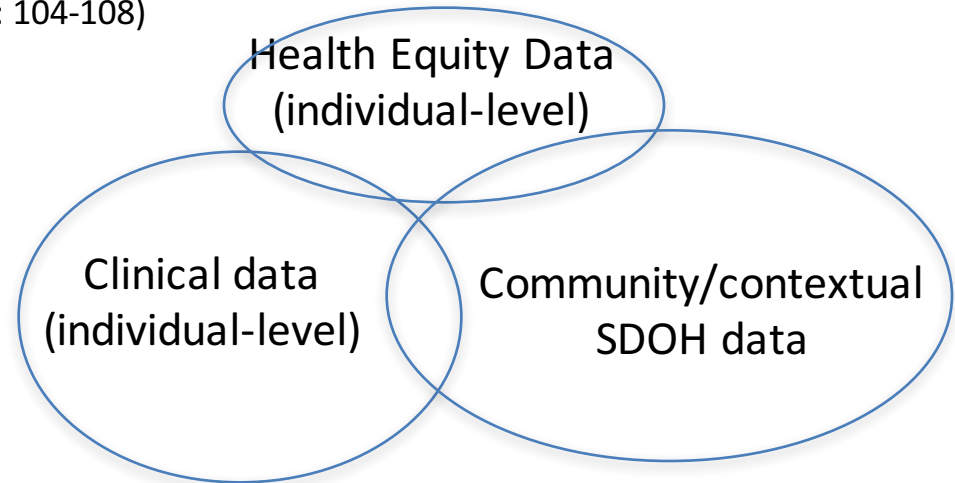 : 104-108)
Health Equity Data
(individual-level)
Clinical data
(individual-level)
Community/contextual
SDOH data